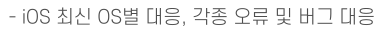 - iOS 최신 OS별 대응, 각종 오류 및 버그 대응